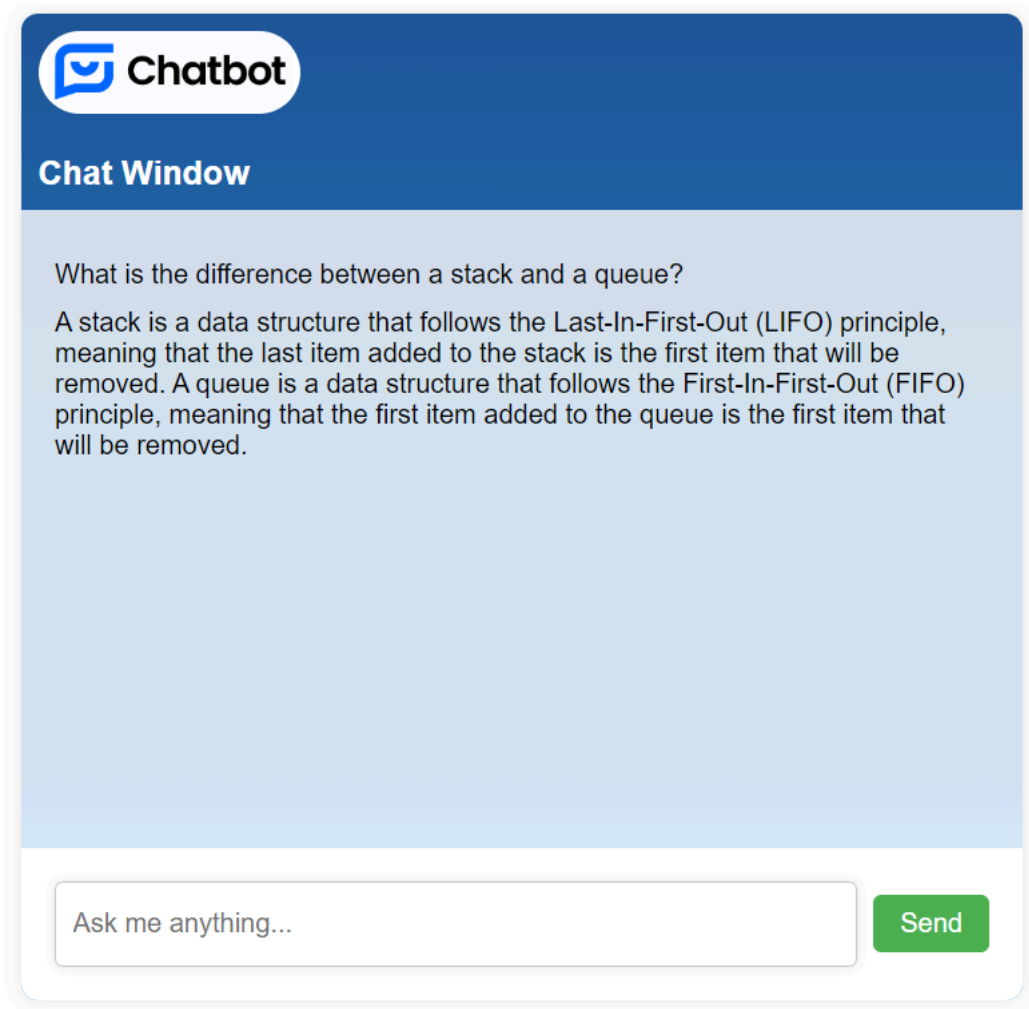 Chatbot
Chat Window
What is the difference between a stack and a queue?
A stack is a data structure that follows the Last-In-First-Out (LIFO) principle,
meaning that the last item added to the stack is the first item that will be
removed. A queue is a data structure that follows the First-In-First-Out (FIFO)
principle, meaning that the first item added to the queue is the first item that
will be removed.
Ask me anything...
Send